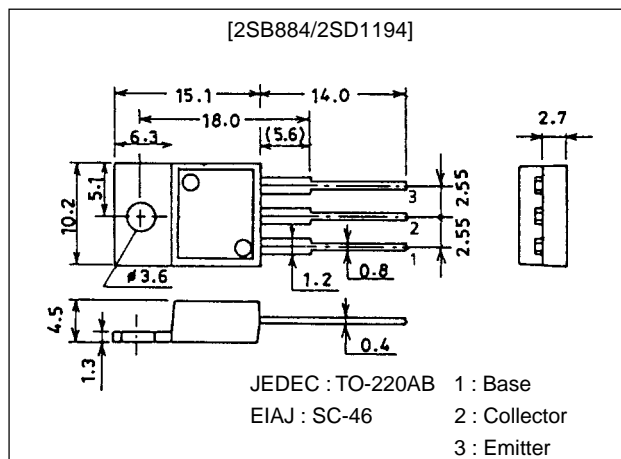 [2SB884/2SD1194]
15.1 14.0
18.0 2.7
6.3 (5.6)
5.1 3 2.55
10.2 2
2.55
1
ø3.6 1.2 0.8
4.5
1.3 0.4
JEDEC : TO-220AB 1 : Base
EIAJ : SC-46 2 : Collector
3 : Emitter